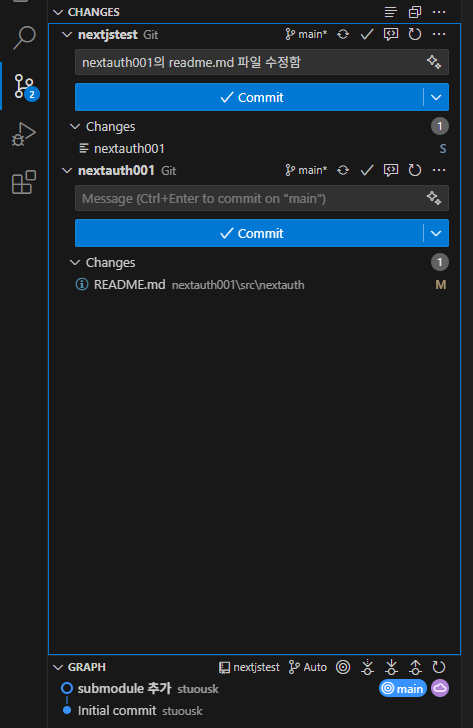 CHANGES
nextjstest Git main*
nextauth001의 readme.md 파일 수정함
Commit
Changes 1
nextauth001 S
nextauth001 Git main*
Message (Ctrl+Enter to commit on "main")
Commit
Changes 1
README.md nextauth001\src\nextauth M
2
GRAPH nextjstest Auto
submodule 추가 stuousk main
Initial commit stuousk